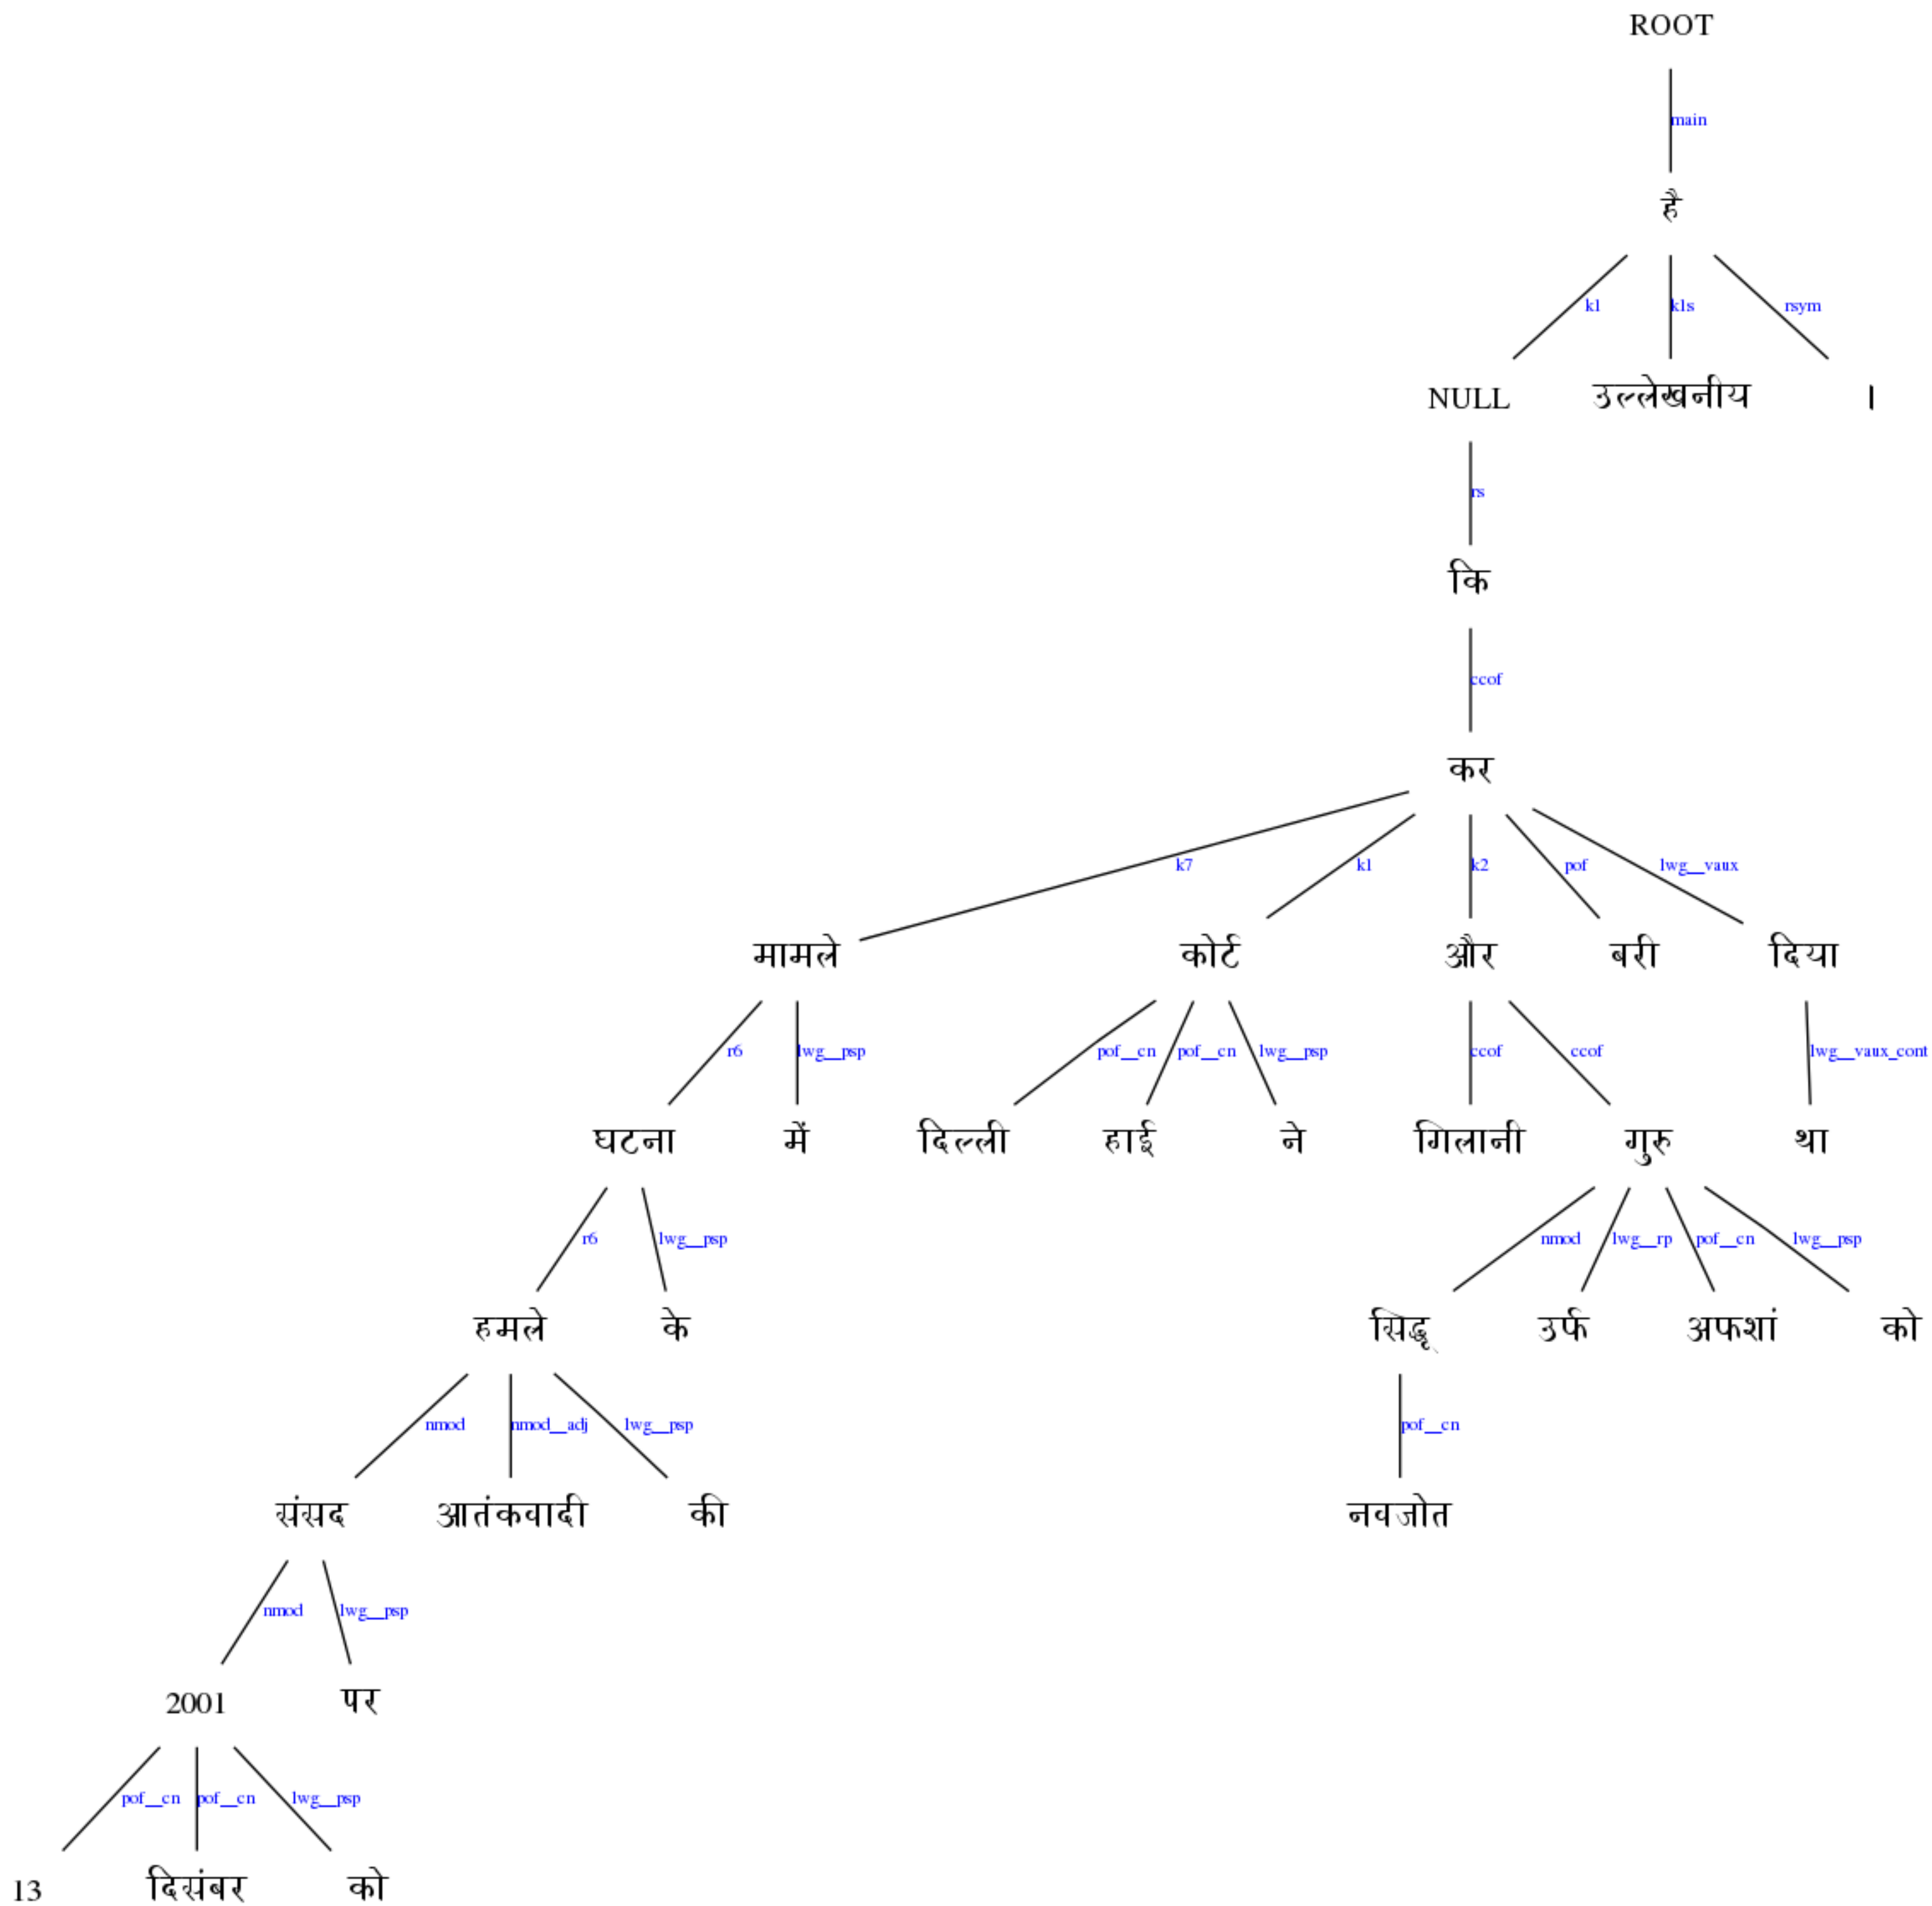 ROOT
main
है
k1 k1s rsym
NULL उल्लेखनीय ।
rs
कि
ccof
कर
k7 k1 k2 pof lwg__vaux
मामले कोर्ट और बरी दिया
r6 lwg__psp pof__cn pof__cn lwg__psp ccof ccof lwg__vaux_cont
घटना में दिल्ली हाई ने गिलानी गुरु था
r6 lwg__psp nmod lwg__rp pof__cn lwg__psp
हमले के सिद्धू उर्फ अफशां को
nmod nmod__adj lwg__psp pof__cn
संसद आतंकवादी की नवजोत
nmod lwg__psp
2001 पर
pof__cn pof__cn lwg__psp
13 दिसंबर को